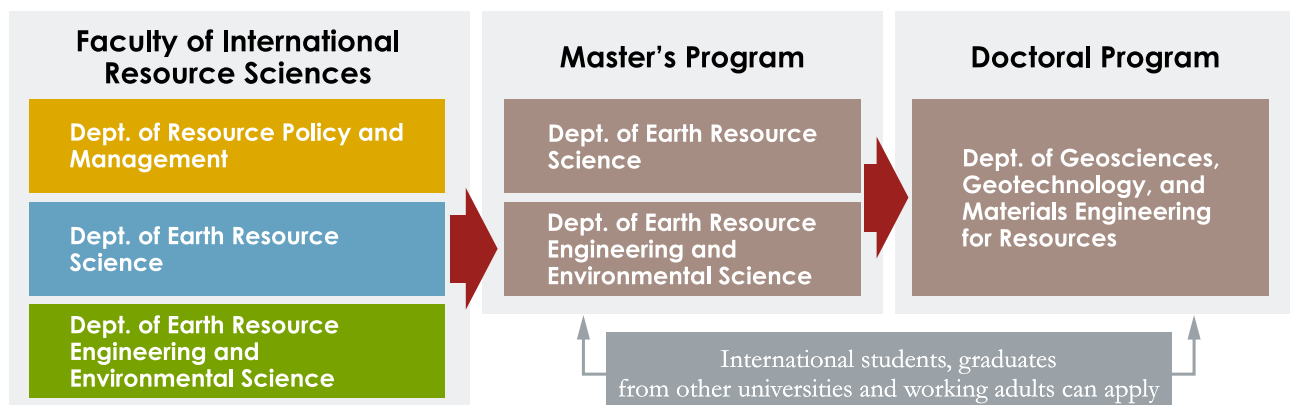 Faculty of International
Resource Sciences
Dept. of Resource Policy and
Management
Dept. of Earth Resource
Science
Dept. of Earth Resource
Engineering and
Environmental Science
Master's Program
Dept. of Earth Resource
Science
Dept. of Earth Resource
Engineering and
Environmental Science
Doctoral Program
Dept. of Geosciences,
Geotechnology, and
Materials Engineering
for Resources
International students, graduates
from other universities and working adults can apply